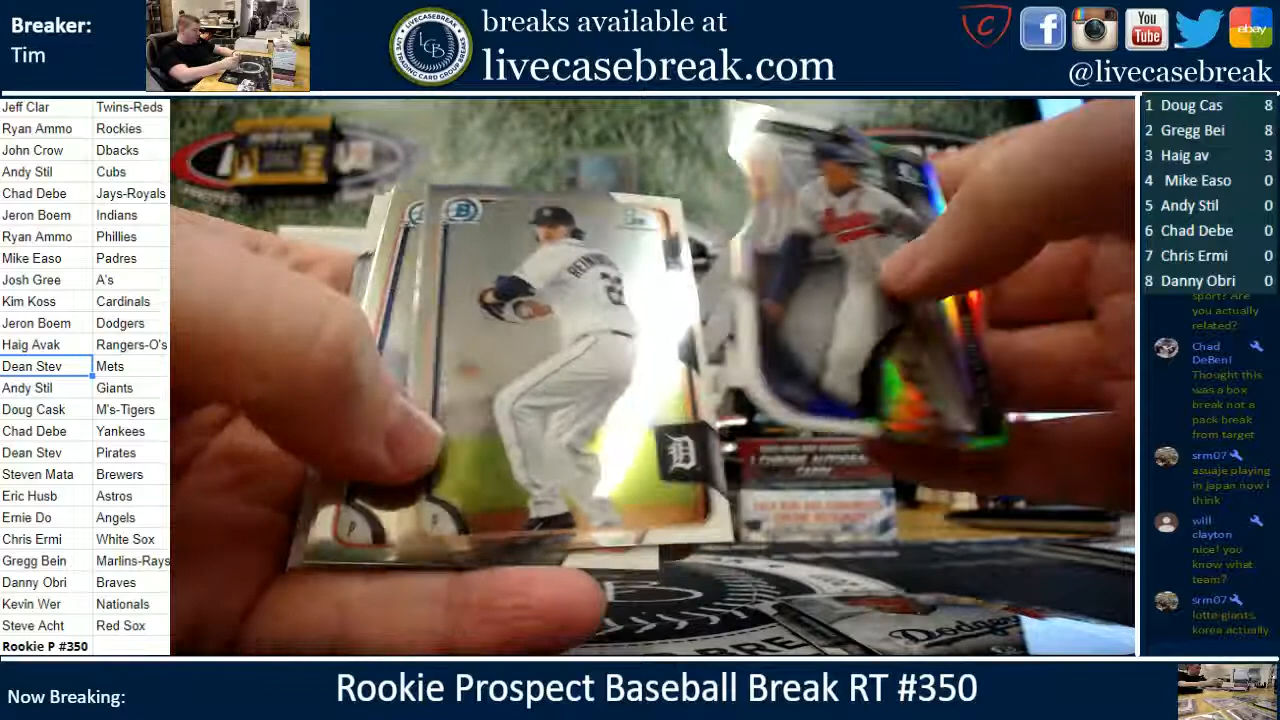 Breaker:
Tim
breaks available at
livecasebreak.com
You
Tube
ebay
@livecasebreak
LIVECASEBREAK
LCB
Jeff Clar Twins-Reds
Ryan Ammo Rockies
John Crow Dbacks
Andy Stil Cubs
Chad Debe Jays-Royals
Jeron Boem Indians
Ryan Ammo Phillies
Mike Easo Padres
Josh Gree A's
Kim Koss Cardinals
Jeron Boem Dodgers
Haig Avak Rangers-O's
Dean Stev Mets
Andy Stil Giants
Doug Cask M's-Tigers
Chad Debe Yankees
Dean Stev Pirates
Steven Mata Brewers
Eric Husb Astros
Ernie Do Angels
Chris Ermi White Sox
Gregg Bein Marlins-Rays
Danny Obri Braves
Kevin Wer Nationals
Steve Acht Red Sox
Rookie P #350
B
D
P
Dodgers
1 Doug Cas 8
2 Gregg Bei 8
3 Haig av 3
4 Mike Easo 0
5 Andy Stil 0
6 Chad Debe 0
7 Chris Ermi 0
8 Danny Obri 0
sport? Are
you actually
related?
Chad
DeBenl
Thought this
was a box
break not a
pack break
from target
srm07
asuaje playing
in japan now i
think
will
clayton
nice! you
know what
team?
srm07
lotte giants,
korea actually
Now Breaking:
Rookie Prospect Baseball Break RT #350